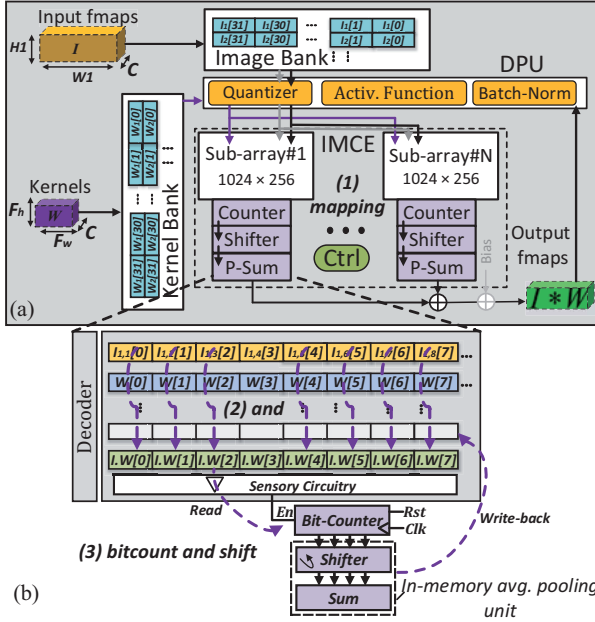 Input fmaps
H1
I
W1
C
I1[31] I1[30] ... I1[1] I1[0]
I2[31] I2[30] ... I2[1] I2[0]
Image Bank
DPU
Quantizer
Activ. Function
Batch-Norm
W1[0]
W2[0]
W1[1]
W2[1]
...
W1[30]
W2[30]
W1[31]
W2[31]
...
Kernel Bank
Kernels
Fh
W
Fw
C
IMCE
Sub-array#1
1024 × 256
Sub-array#N
1024 × 256
(1)
mapping
Counter
Shifter
P-Sum
Ctrl
Counter
Shifter
P-Sum
Bias
Output
fmaps
I*W
(a)
Decoder
I1,1[0] I1,2[1] I1,3[2] I1,4[3] I1,5[4] I1,6[5] I1,7[6] I1,8[7] ...
W[0] W[1] W[2] W[3] W[4] W[5] W[6] W[7] ...
(2) and
I.W[0] I.W[1] I.W[2] I.W[3] I.W[4] I.W[5] I.W[6] I.W[7]
Sensory Circuitry
Read
En
Bit-Counter
Rst
Clk
Write-back
(3) bitcount and shift
Shifter
Sum
In-memory avg. pooling
unit
(b)